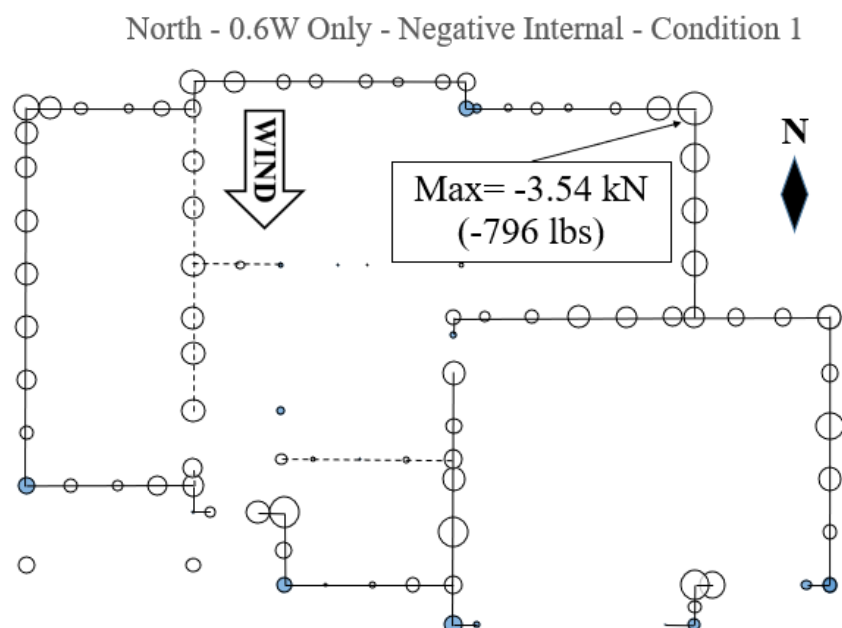 North - 0.6W Only - Negative Internal - Condition 1
WIND
N
Max= -3.54 kN
(-796 lbs)